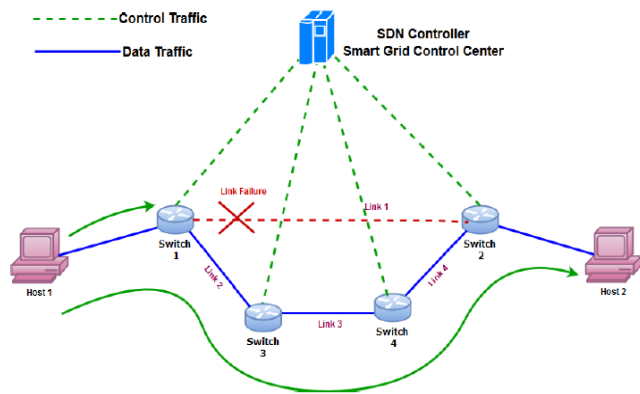 Control Traffic
Data Traffic
SDN Controller
Smart Grid Control Center
Link Failure
Link 1
Switch
1
Switch
2
Link 2
Link 4
Host 1
Host 2
Link 3
Switch
3
Switch
4